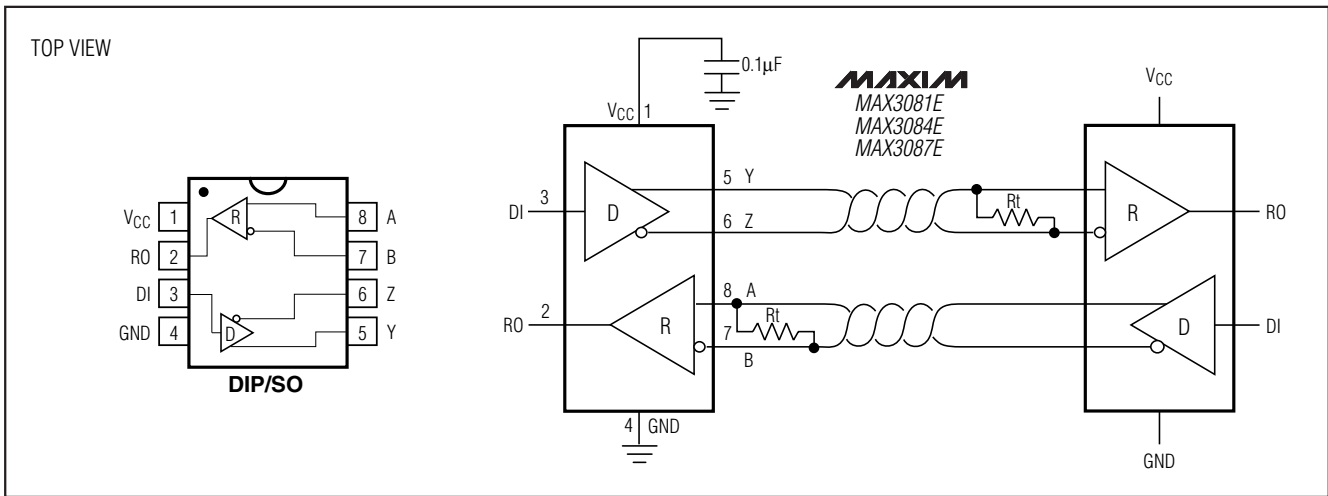 TOP VIEW
VCC 1
RO 2
DI 3
GND 4
8 A
7 B
6 Z
5 Y
R
D
DIP/SO
0.1μF
VCC 1
DI 3
D
5 Y
6 Z
RO 2
R
8 A
7
B
4 GND
Rt
Rt
MAXIM
MAX3081E
MAX3084E
MAX3087E
VCC
R
RO
D
DI
GND